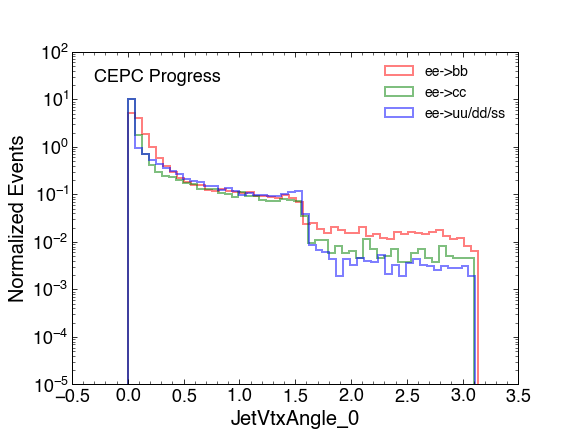 10²
10¹
10⁰
10⁻¹
10⁻²
10⁻³
10⁻⁴
10⁻⁵
Normalized Events
CEPC Progress
ee->bb
ee->cc
ee->uu/dd/ss
−0.5 0.0 0.5 1.0 1.5 2.0 2.5 3.0 3.5
JetVtxAngle_0